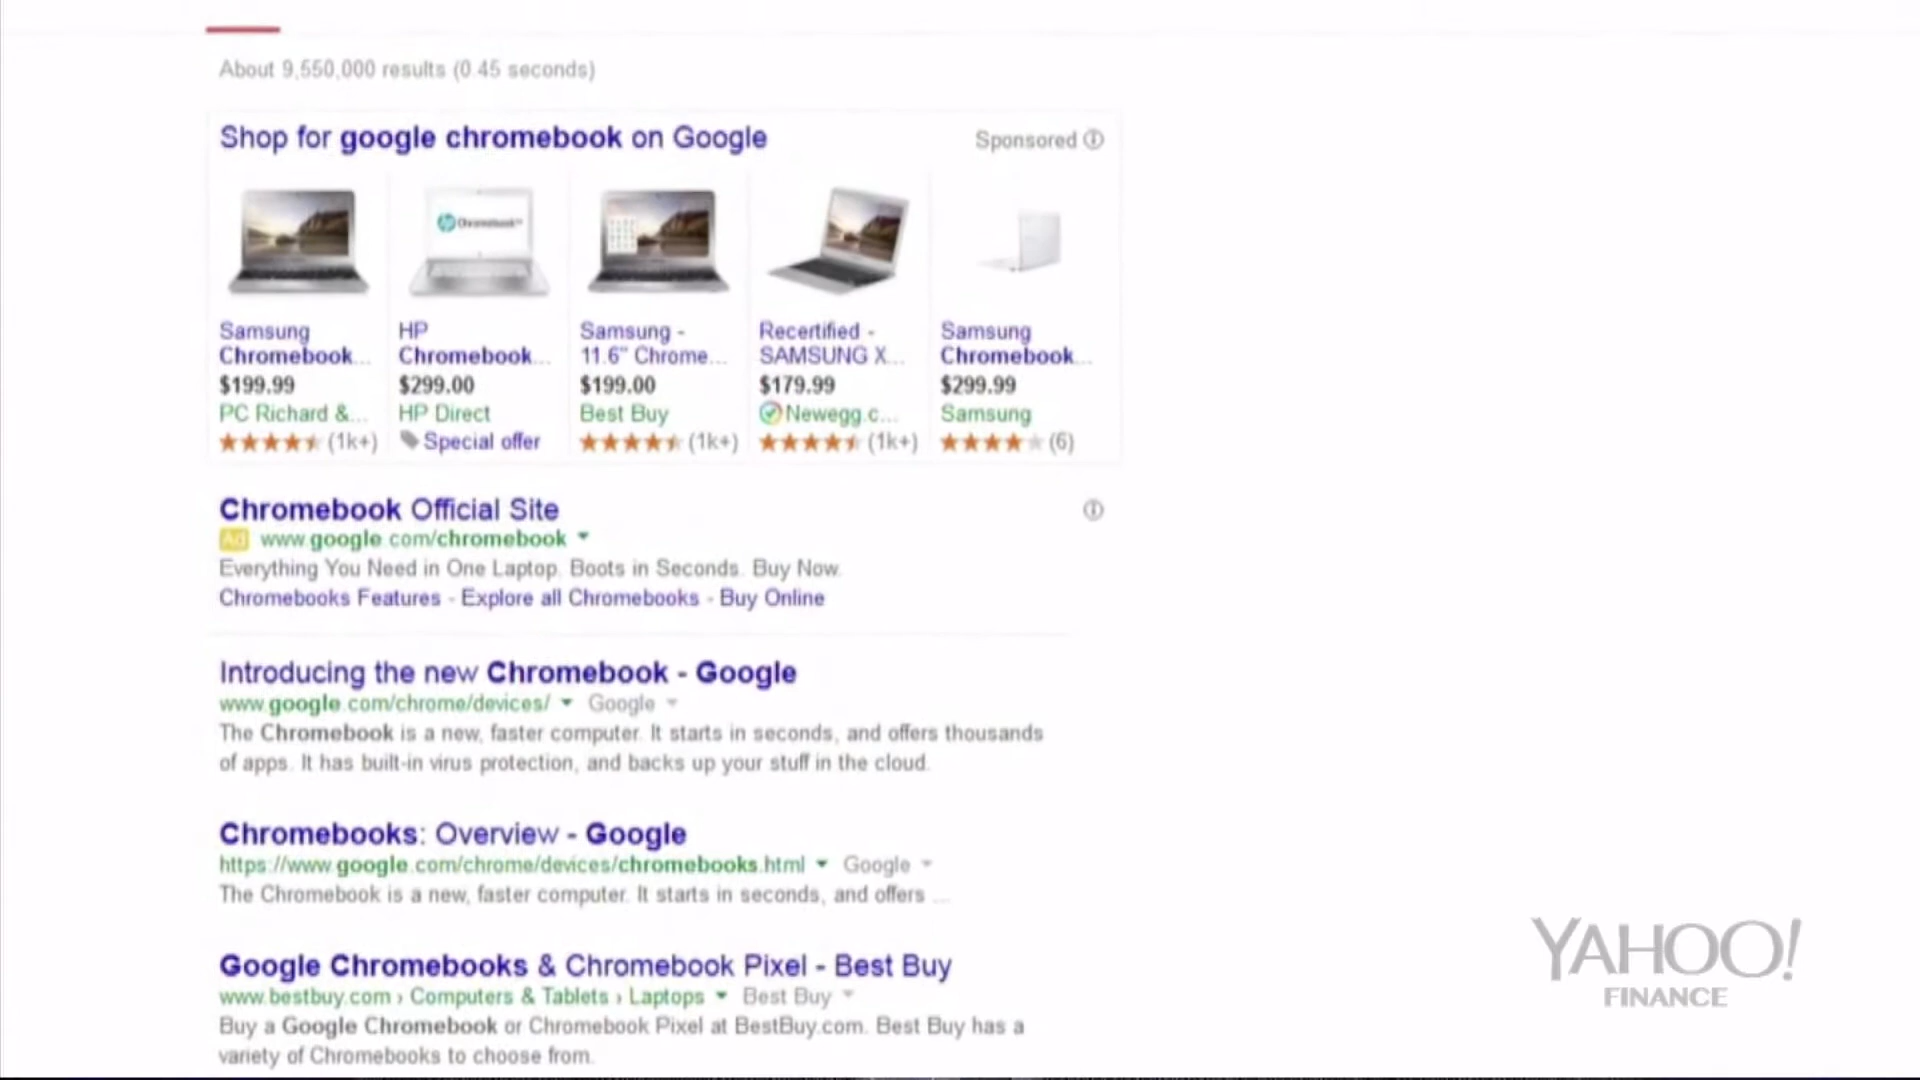 About 9,550,000 results (0.45 seconds)
Shop for google chromebook on Google
Sponsored
Chromebook
Samsung
Chromebook...
$199.99
PC Richard &...
(1k+)
HP
Chromebook...
$299.00
HP Direct
Special offer
Samsung -
11.6" Chrome...
$199.00
Best Buy
(1k+)
Recertified -
SAMSUNG X...
$179.99
Newegg.c...
(1k+)
Samsung
Chromebook...
$299.99
Samsung
(6)
Chromebook Official Site
Ad www.google.com/chromebook
Everything You Need in One Laptop. Boots in Seconds. Buy Now.
Chromebooks Features - Explore all Chromebooks - Buy Online
Introducing the new Chromebook - Google
www.google.com/chrome/devices/ Google
The Chromebook is a new, faster computer. It starts in seconds, and offers thousands
of apps. It has built-in virus protection, and backs up your stuff in the cloud.
Chromebooks: Overview - Google
https://www.google.com/chrome/devices/chromebooks.html Google
The Chromebook is a new, faster computer. It starts in seconds, and offers ...
Google Chromebooks & Chromebook Pixel - Best Buy
www.bestbuy.com › Computers & Tablets › Laptops Best Buy
Buy a Google Chromebook or Chromebook Pixel at BestBuy.com. Best Buy has a
variety of Chromebooks to choose from.
YAHOO!
FINANCE